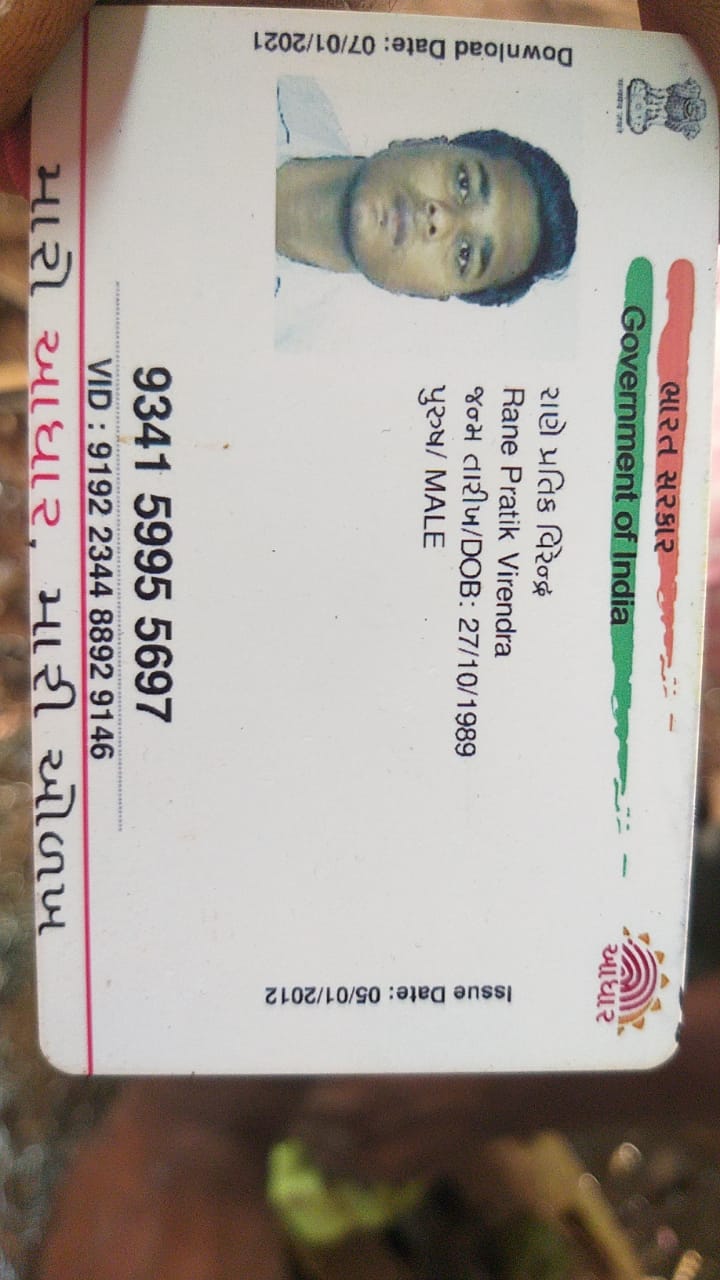 ભારત સરકાર
Government of India
Download Date: 07/01/2021
રાણે પ્રતિક વિરેન્દ્ર
Rane Pratik Virendra
જન્મ તારીખ/DOB: 27/10/1989
પુરુષ/ MALE
Issue Date: 05/01/2012
આધાર
9341 5995 5697
VID : 9192 2344 8892 9146
મારો આધાર, મારી ઓળખ